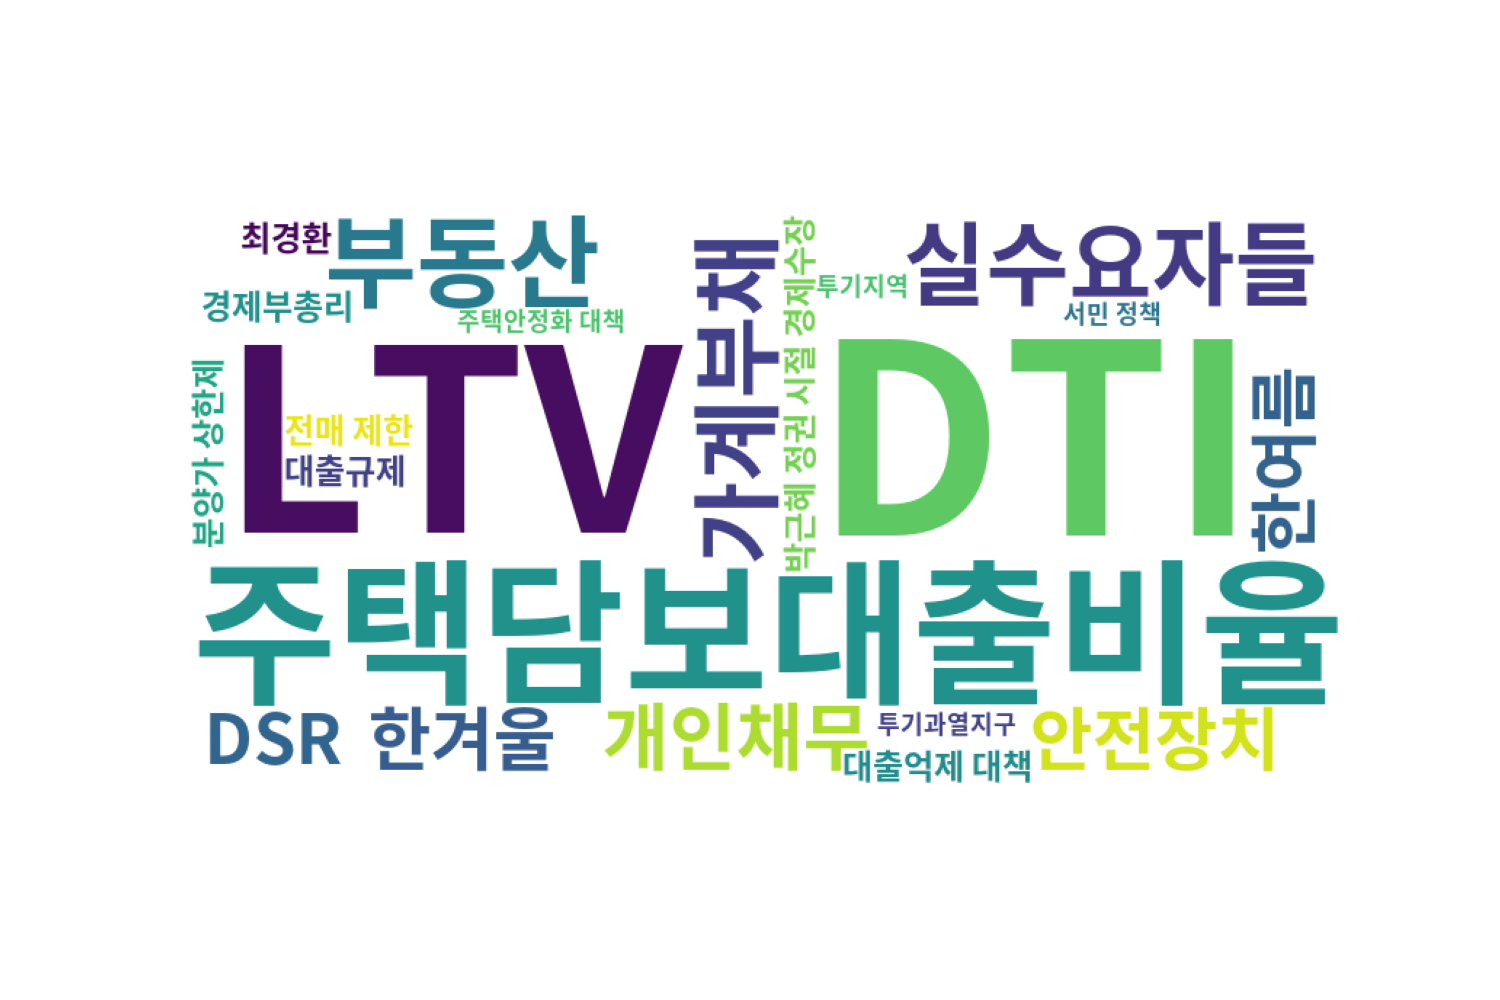 최경환
부동산
실수요자들
경제부총리
주택안정화 대책
투기지역
서민 정책
가계부채
박근혜 정권 시절 경제수장
LTV
DTI
분양가 상한제
전매 제한
대출규제
한여름
주택담보대출비율
DSR
한겨울
개인채무
투기과열지구
대출억제 대책
안전장치